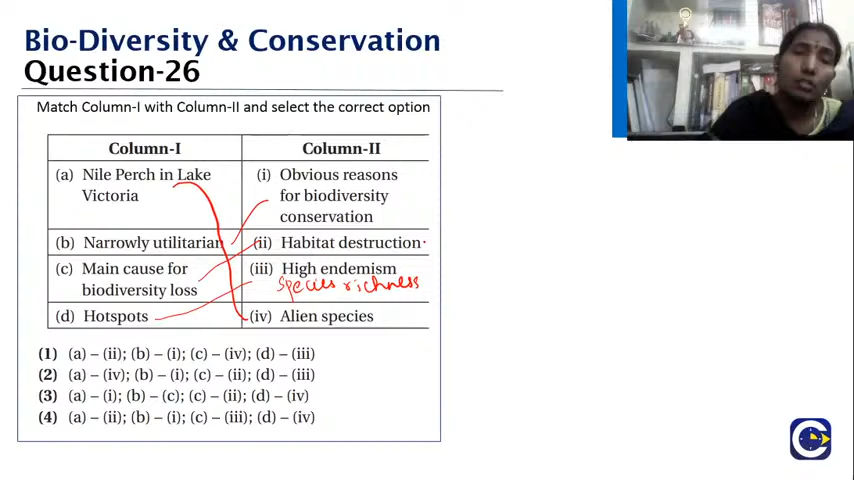 Bio-Diversity & Conservation
Question-26
Match Column-I with Column-II and select the correct option
Column-I Column-II
(a) Nile Perch in Lake Victoria (i) Obvious reasons for biodiversity conservation
(b) Narrowly utilitarian (ii) Habitat destruction
(c) Main cause for biodiversity loss (iii) High endemism
Species richness
(d) Hotspots (iv) Alien species
(1) (a) – (ii); (b) – (i); (c) – (iv); (d) – (iii)
(2) (a) – (iv); (b) – (i); (c) – (ii); (d) – (iii)
(3) (a) – (i); (b) – (c); (c) – (ii); (d) – (iv)
(4) (a) – (ii); (b) – (i); (c) – (iii); (d) – (iv)